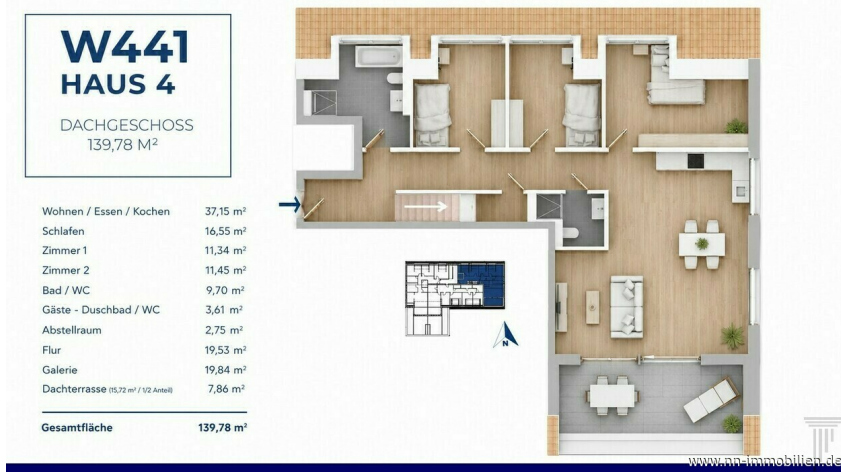 W441
HAUS 4
DACHGESCHOSS
139,78 M²
Wohnen / Essen / Kochen 37,15 m²
Schlafen 16,55 m²
Zimmer 1 11,34 m²
Zimmer 2 11,45 m²
Bad / WC 9,70 m²
Gäste - Duschbad / WC 3,61 m²
Abstellraum 2,75 m²
Flur 19,53 m²
Galerie 19,84 m²
Dachterrasse (15,72 m² / 1/2 Anteil) 7,86 m²
Gesamtfläche 139,78 m²
N
www.nn-immobilien.de